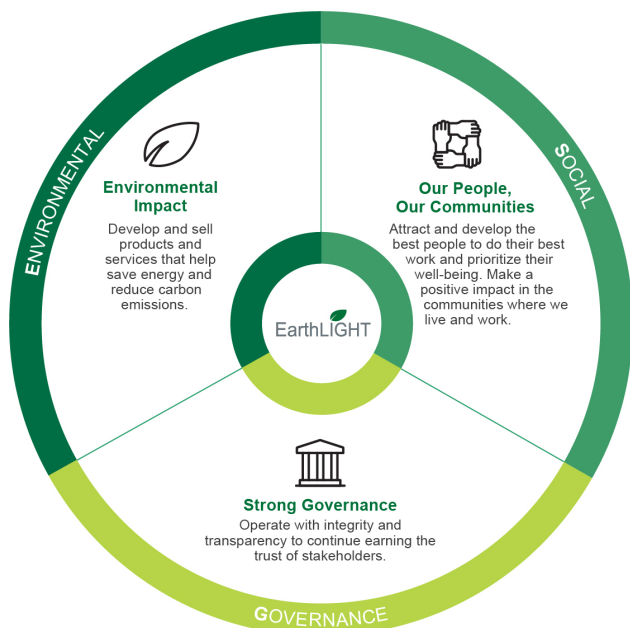 ENVIRONMENTAL
Environmental
Impact
Develop and sell
products and
services that help
save energy and
reduce carbon
emissions.
SOCIAL
Our People,
Our Communities
Attract and develop the
best people to do their best
work and prioritize their
well-being. Make a
positive impact in the
communities where we
live and work.
EarthLIGHT
Strong Governance
Operate with integrity and
transparency to continue earning the
trust of stakeholders.
GOVERNANCE